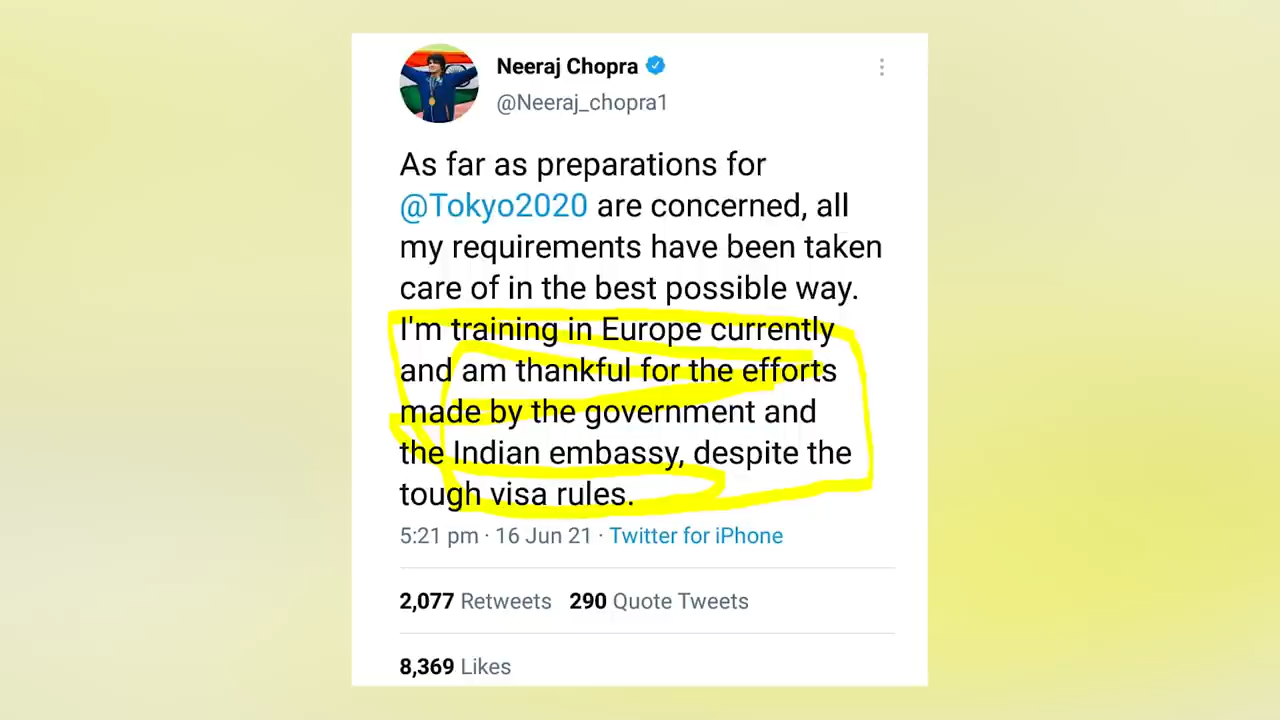 Neeraj Chopra
@Neeraj_chopra1
As far as preparations for
@Tokyo2020 are concerned, all
my requirements have been taken
care of in the best possible way.
I'm training in Europe currently
and am thankful for the efforts
made by the government and
the Indian embassy, despite the
tough visa rules.
5:21 pm · 16 Jun 21 · Twitter for iPhone
2,077 Retweets 290 Quote Tweets
8,369 Likes